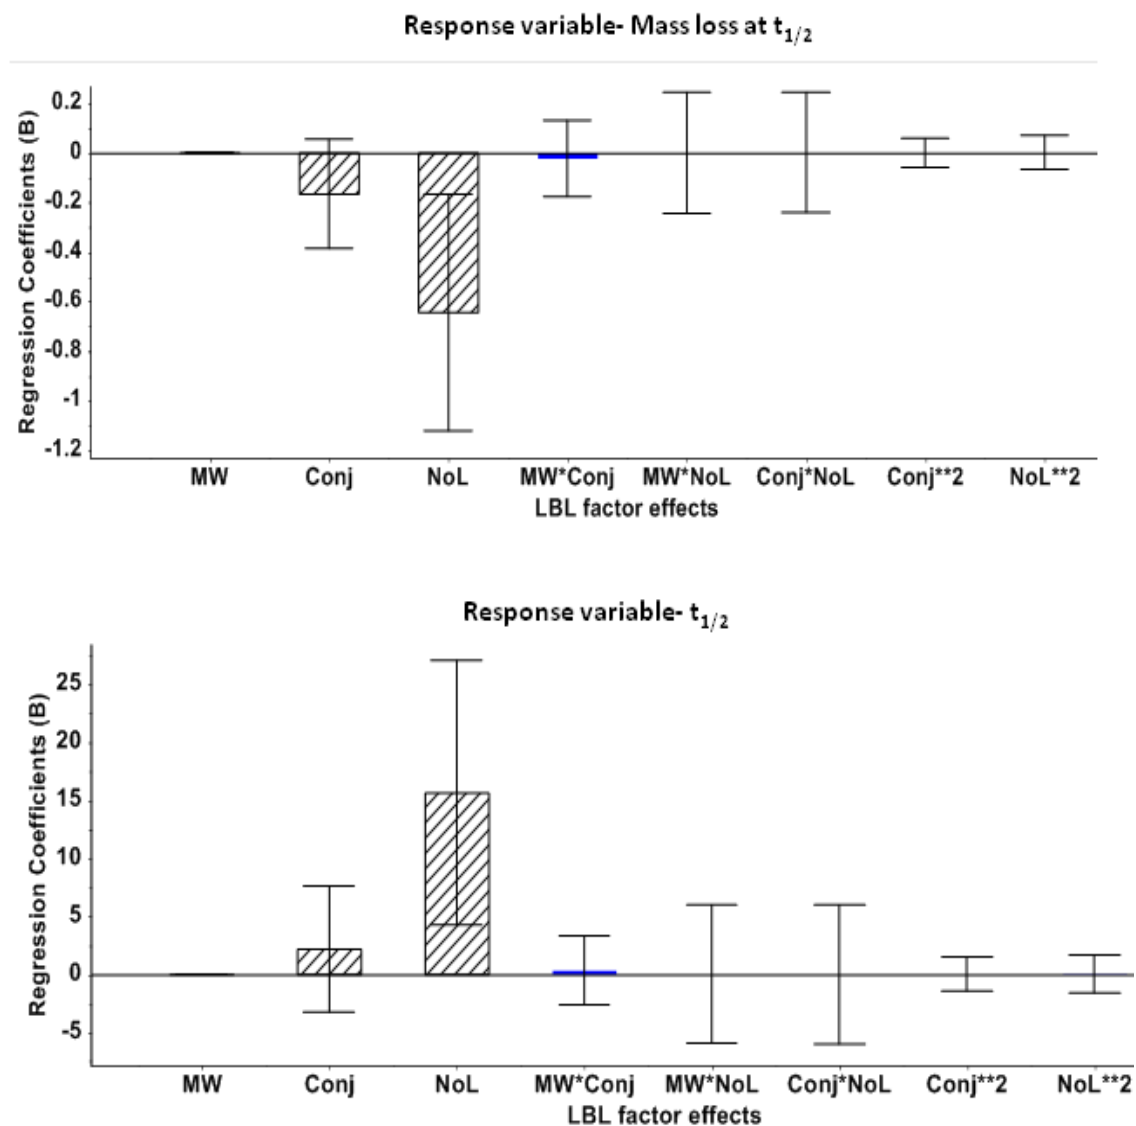 Response variable- Mass loss at t1/2
Regression Coefficients (B)
0.2
0
-0.2
-0.4
-0.6
-0.8
-1
-1.2
MW Conj NoL MW*Conj MW*NoL Conj*NoL Conj**2 NoL**2
LBL factor effects
Response variable- t1/2
Regression Coefficients (B)
25
20
15
10
5
0
-5
MW Conj NoL MW*Conj MW*NoL Conj*NoL Conj**2 NoL**2
LBL factor effects